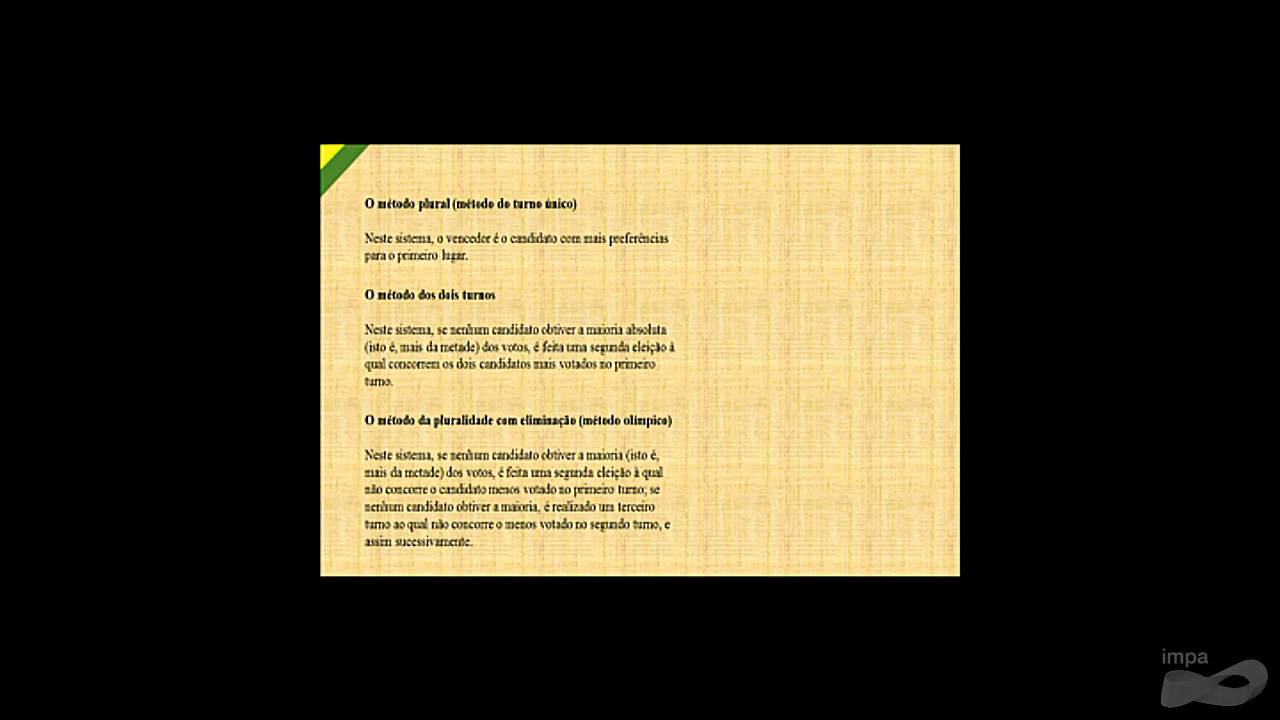 O método plural (método do turno único)
Neste sistema, o vencedor é o candidato com mais preferências
para o primeiro lugar.
O método dos dois turnos
Neste sistema, se nenhum candidato obtiver a maioria absoluta
(isto é, mais da metade) dos votos, é feita uma segunda eleição à
qual concorrem os dois candidatos mais votados no primeiro
turno.
O método da pluralidade com eliminação (método olímpico)
Neste sistema, se nenhum candidato obtiver a maioria (isto é,
mais da metade) dos votos, é feita uma segunda eleição à qual
não concorre o candidato menos votado no primeiro turno; se
nenhum candidato obtiver a maioria, é realizado um terceiro
turno ao qual não concorre o menos votado no segundo turno, e
assim sucessivamente.
impa